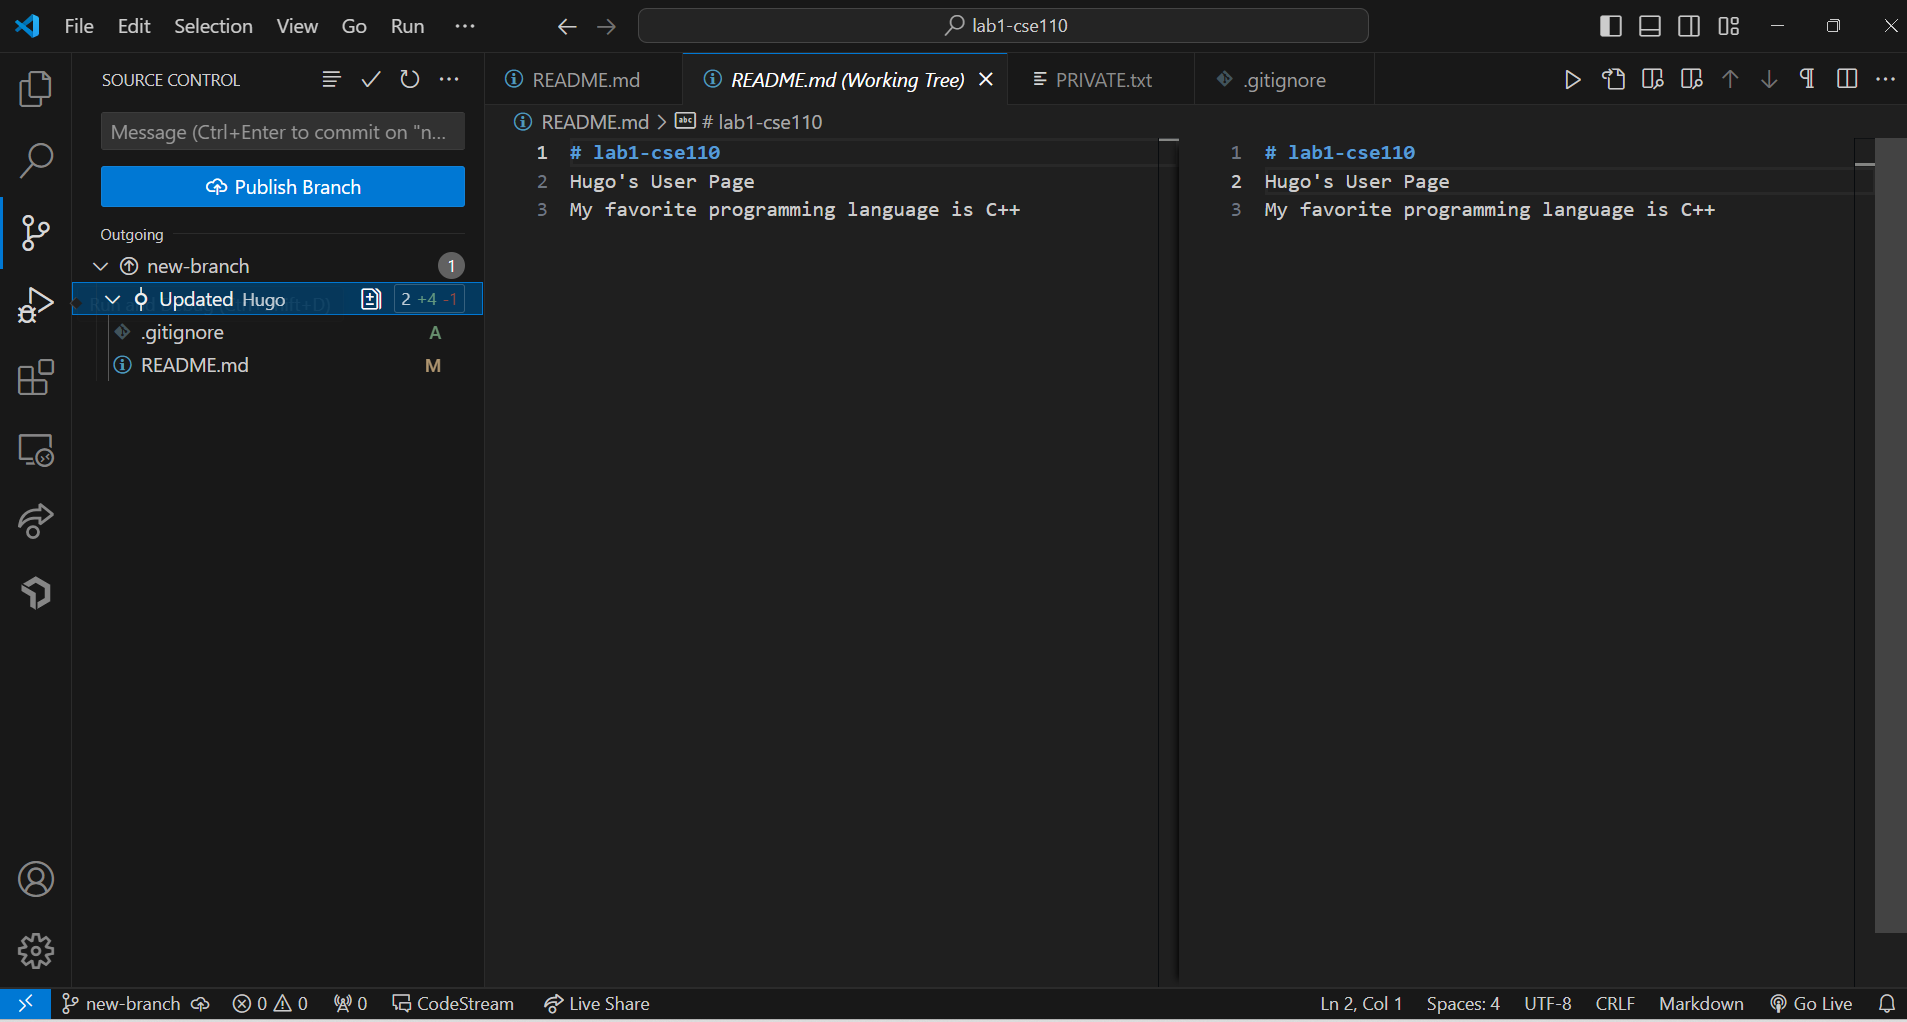 File Edit Selection View Go Run ···
lab1-cse110
SOURCE CONTROL
README.md
README.md (Working Tree)
PRIVATE.txt
.gitignore
Message (Ctrl+Enter to commit on "n...
Publish Branch
Outgoing
new-branch 1
Updated Hugo 2 +4 -1
.gitignore A
README.md M
README.md > abc # lab1-cse110
1 # lab1-cse110
2 Hugo's User Page
3 My favorite programming language is C++
1 # lab1-cse110
2 Hugo's User Page
3 My favorite programming language is C++
new-branch 0 0 0 CodeStream Live Share
Ln 2, Col 1 Spaces: 4 UTF-8 CRLF Markdown Go Live